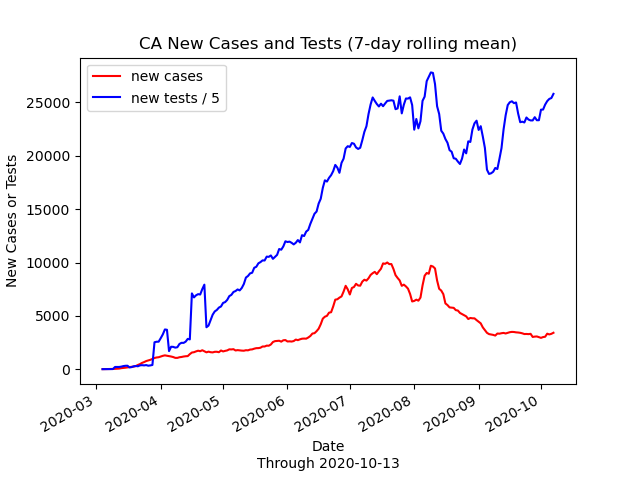 CA New Cases and Tests (7-day rolling mean)
new cases
new tests / 5
25000
20000
15000
10000
5000
0
New Cases or Tests
2020-03
2020-04
2020-05
2020-06
2020-07
2020-08
2020-09
2020-10
Date
Through 2020-10-13